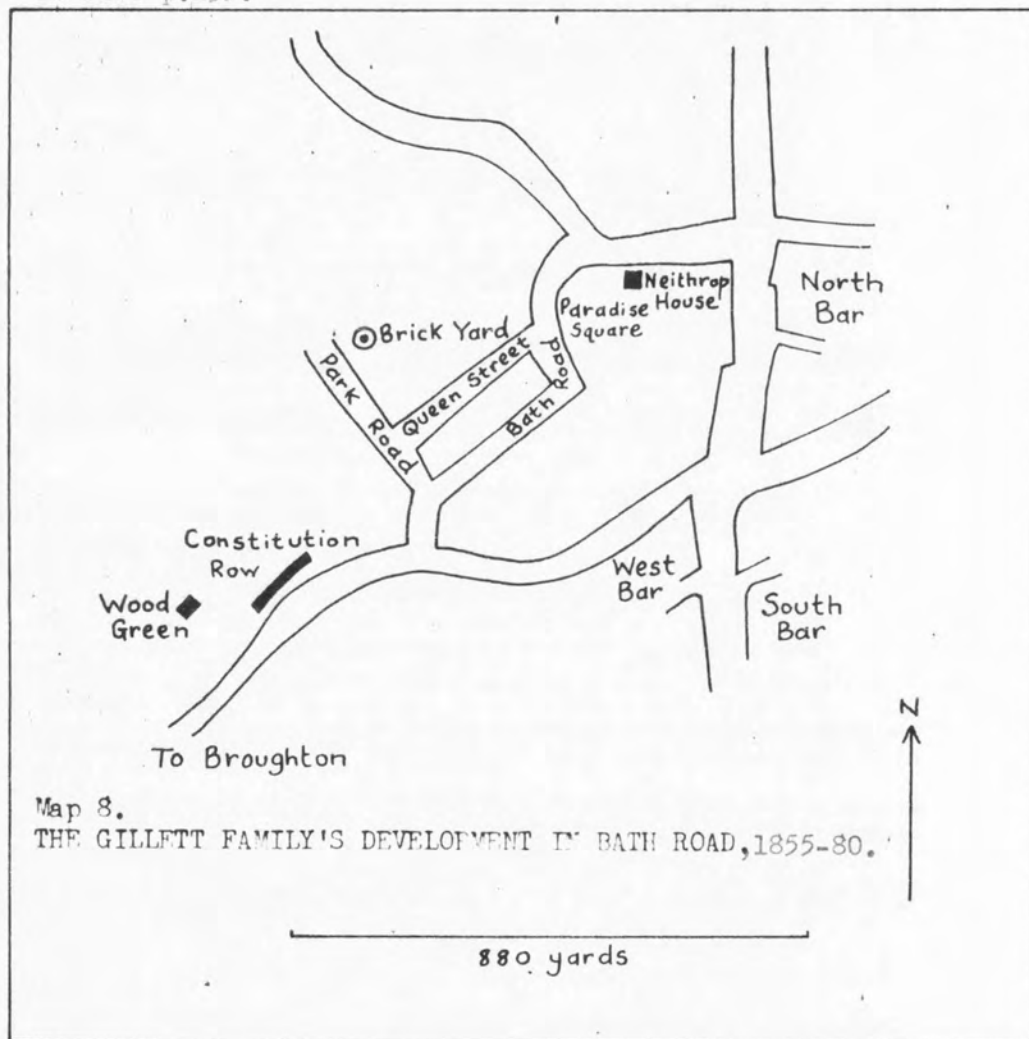 North
Bar
Neithrop
House
Paradise
Square
Brick Yard
Queen Street
Park Road
Bath Road
Constitution
Row
Wood
Green
West
Bar
South
Bar
To Broughton
N
Map 8.
THE GILLETT FAMILY'S DEVELOPMENT IN BATH ROAD, 1855-80.
880 yards